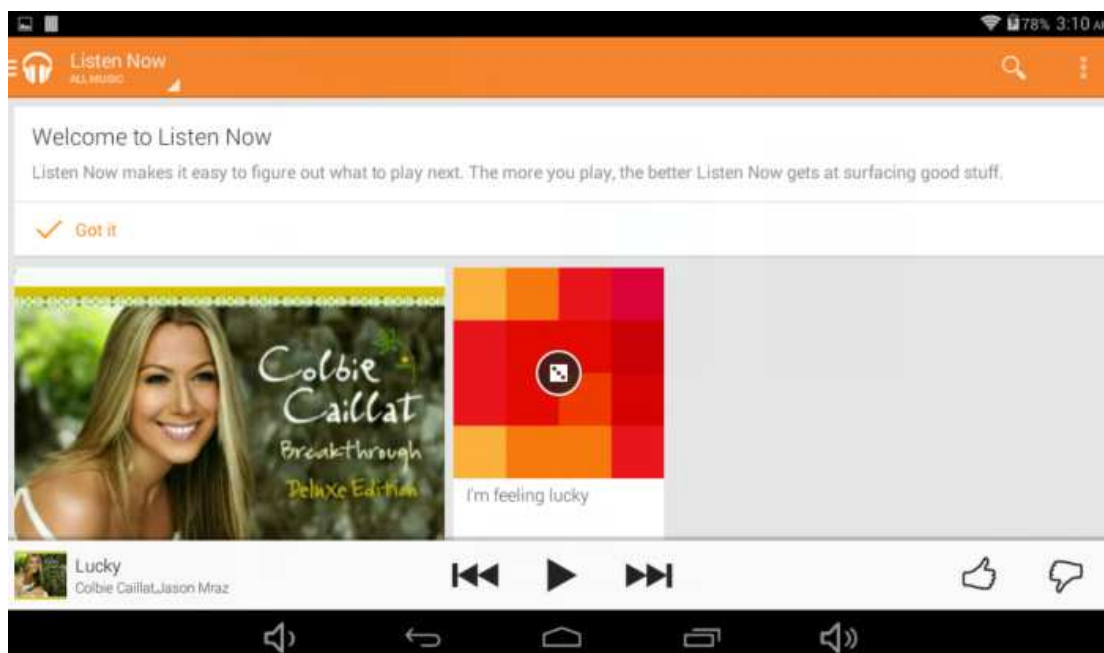 78% 3:10 AM
Listen Now
ALL MUSIC
Welcome to Listen Now
Listen Now makes it easy to figure out what to play next. The more you play, the better Listen Now gets at surfacing good stuff.
Got it
Colbie
Caillat
Breakthrough
Deluxe Edition
I'm feeling lucky
Lucky
Colbie Caillat,Jason Mraz